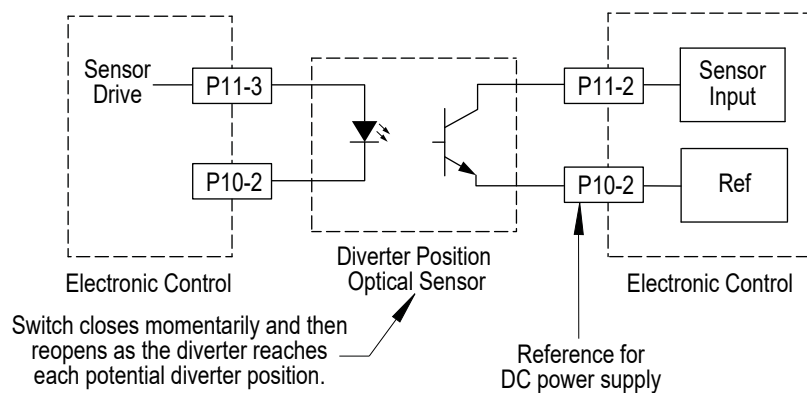 Sensor
Drive
P11-3
P10-2
Electronic Control
Diverter Position
Optical Sensor
P11-2
P10-2
Sensor
Input
Ref
Electronic Control
Switch closes momentarily and then
reopens as the diverter reaches
each potential diverter position.
Reference for
DC power supply